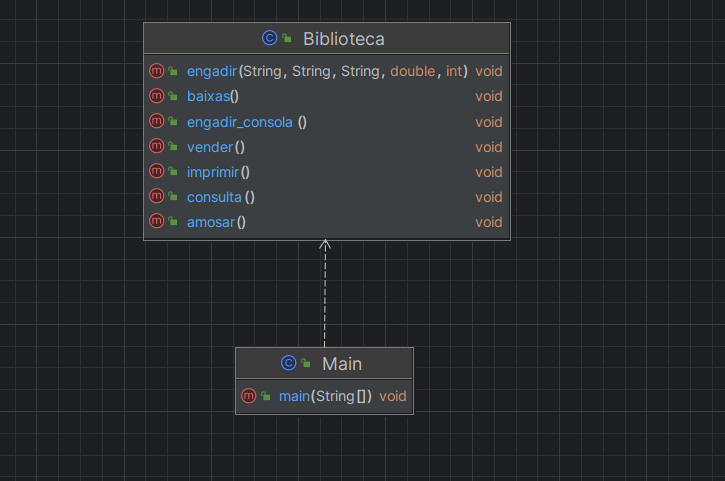 Biblioteca
engadir(String, String, String, double, int) void
baixas() void
engadir_consola () void
vender() void
imprimir() void
consulta () void
amosar() void
Main
main(String[]) void